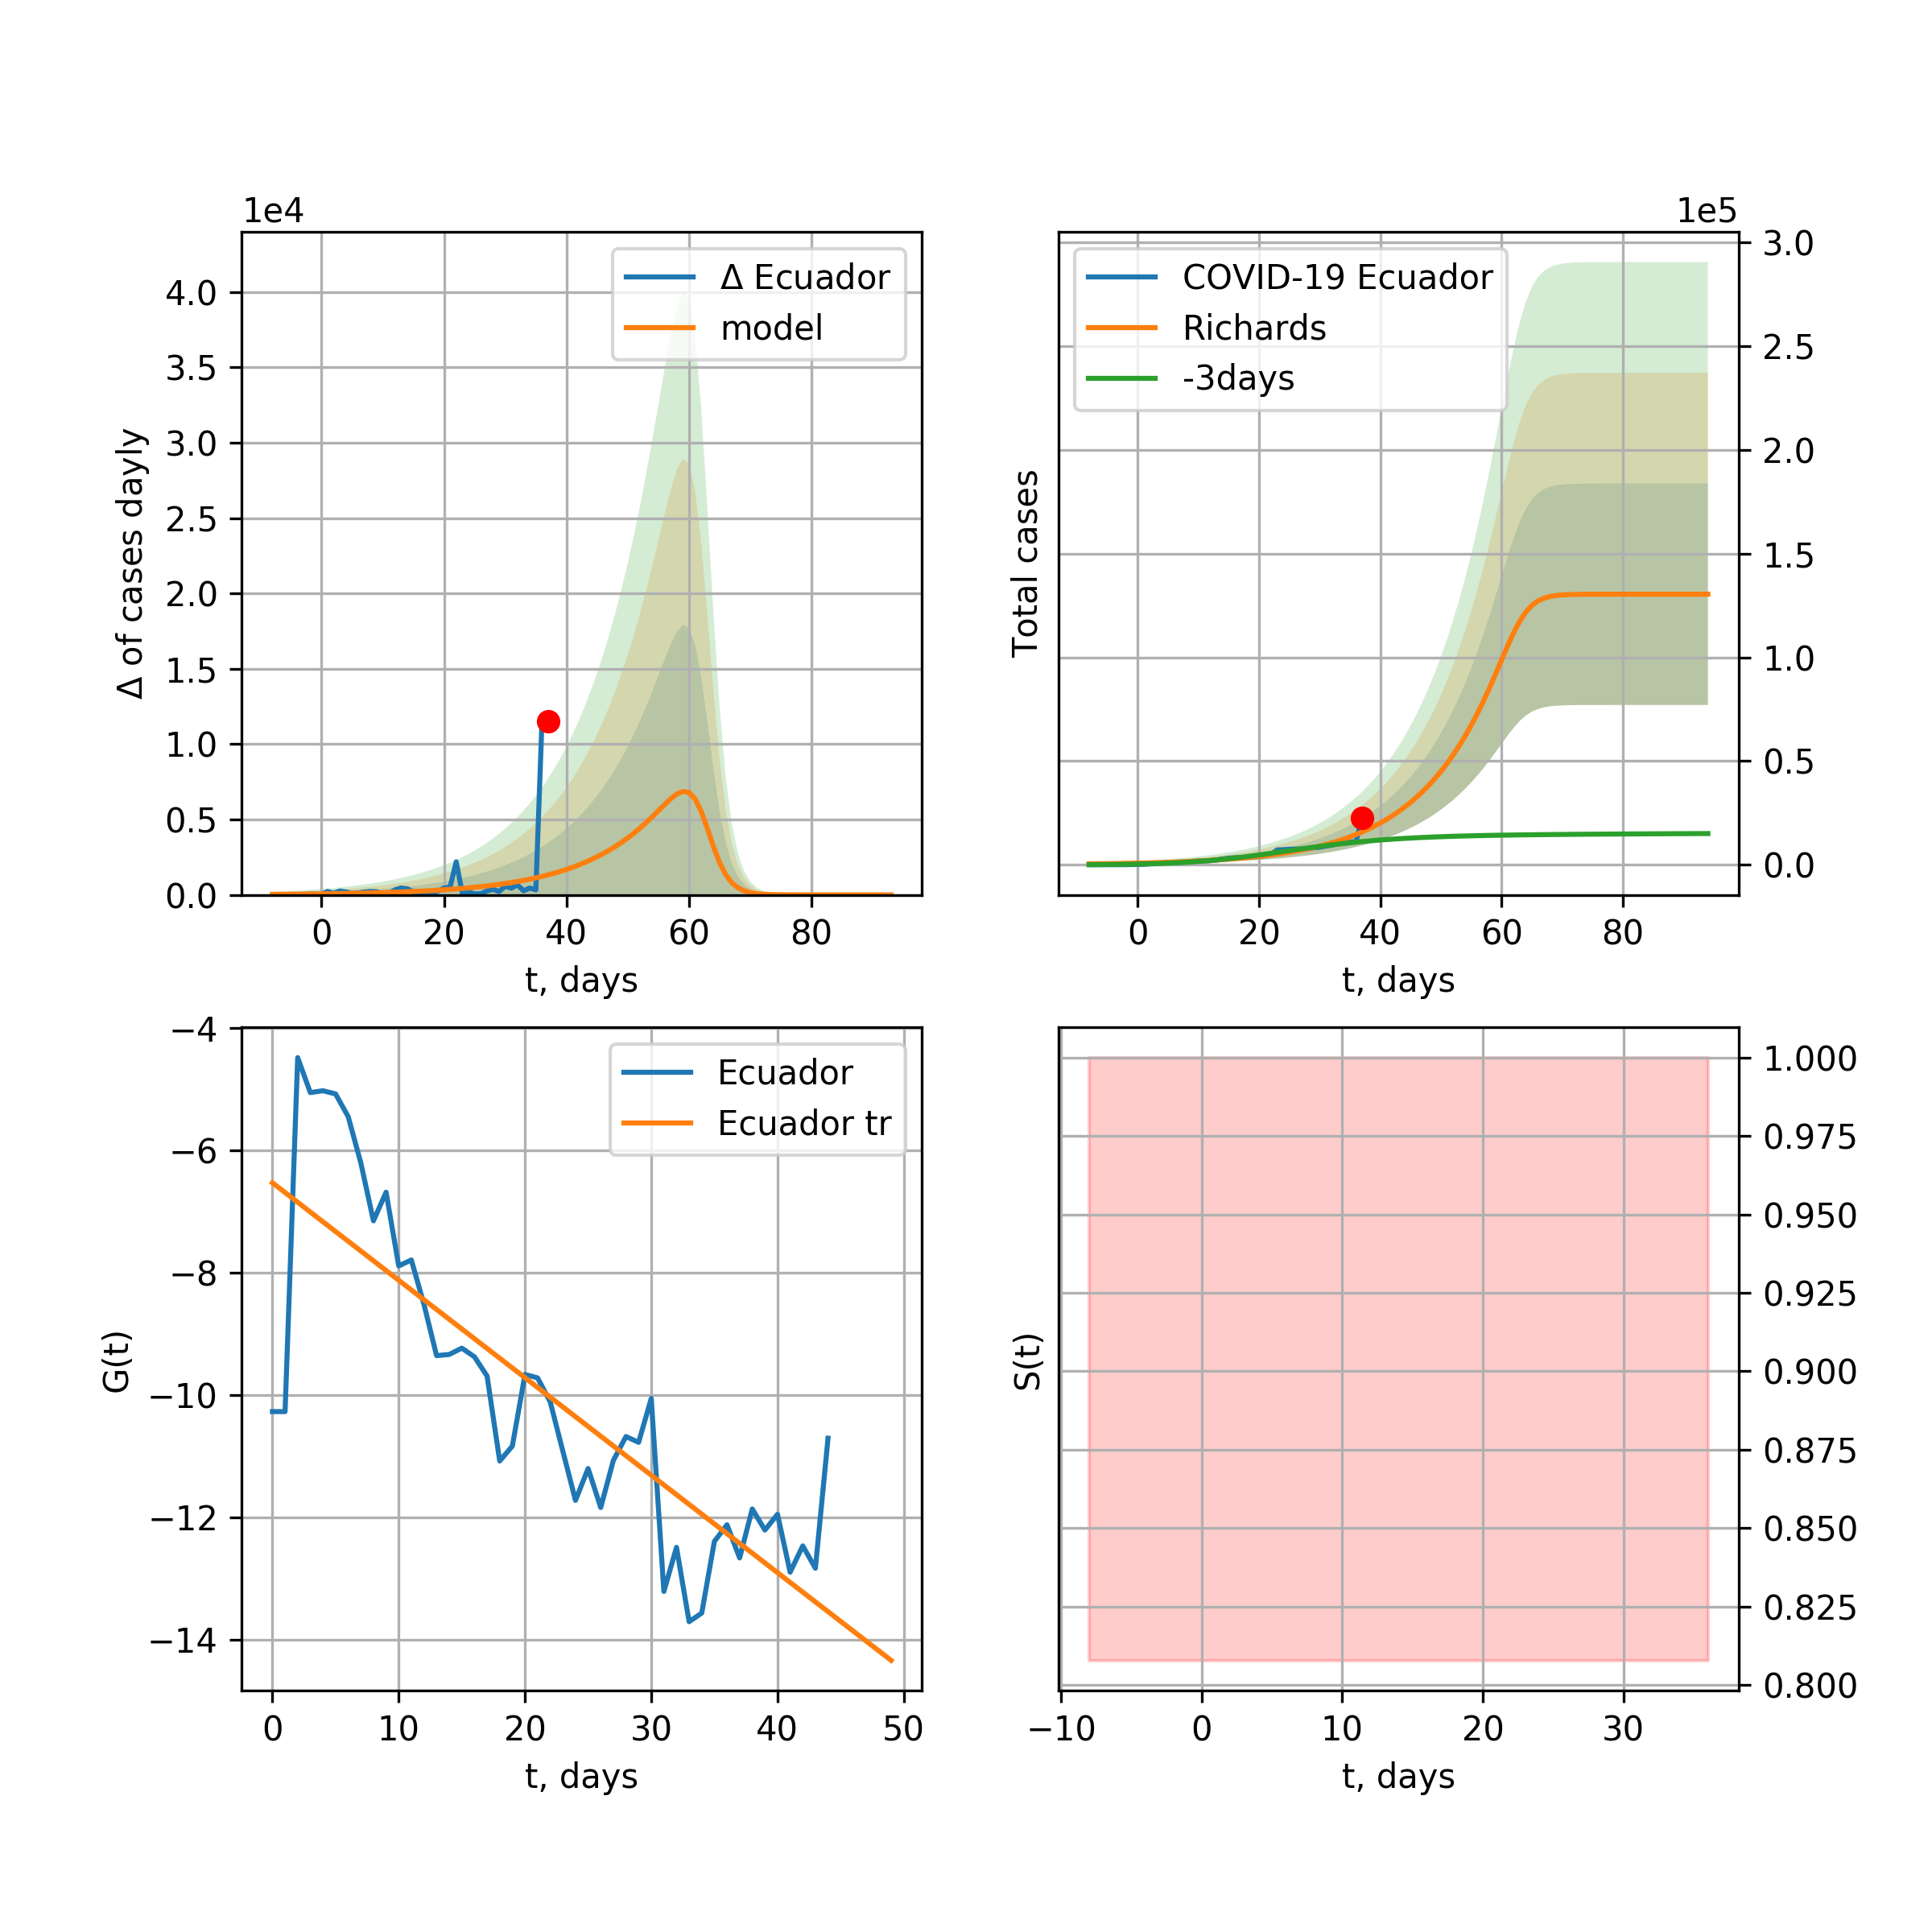 1e4
Δ of cases dayly
4.0
3.5
3.0
2.5
2.0
1.5
1.0
0.5
0.0
Δ Ecuador
model
0 20 40 60 80
t, days
1e5
Total cases
COVID-19 Ecuador
Richards
-3days
3.0
2.5
2.0
1.5
1.0
0.5
0.0
0 20 40 60 80
t, days
G(t)
−4
−6
−8
−10
−12
−14
Ecuador
Ecuador tr
0 10 20 30 40 50
t, days
S(t)
1.000
0.975
0.950
0.925
0.900
0.875
0.850
0.825
0.800
−10 0 10 20 30
t, days